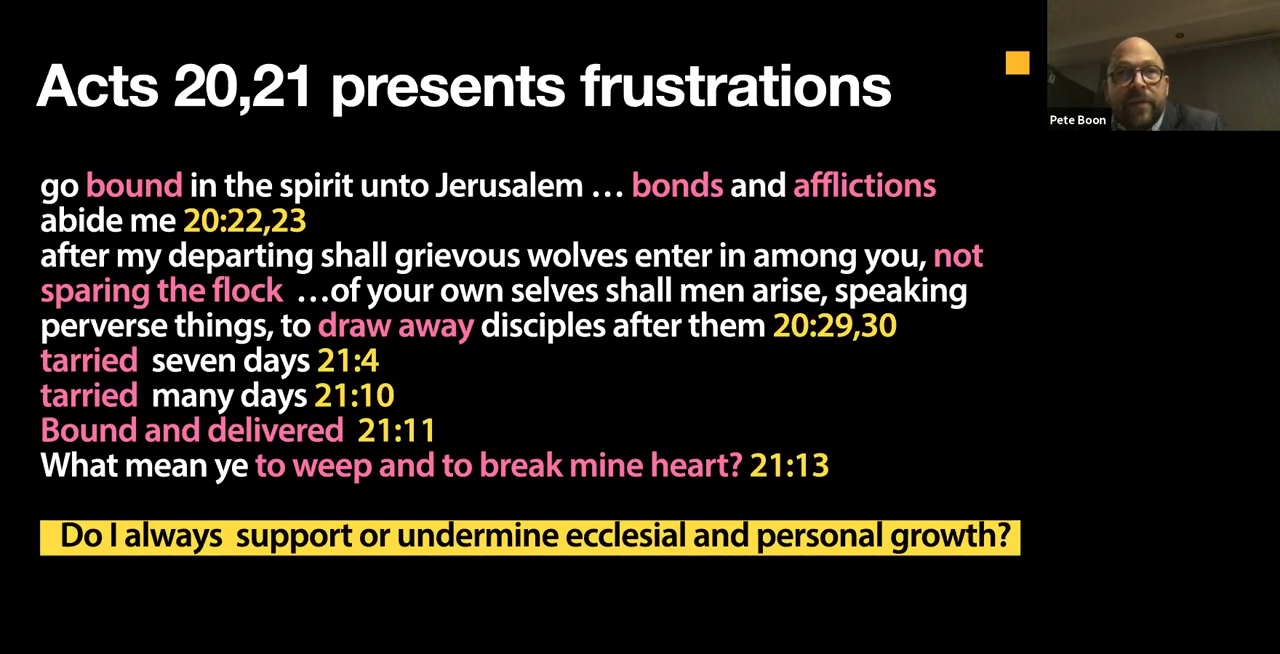 Acts 20,21 presents frustrations
Pete Boon
go bound in the spirit unto Jerusalem … bonds and afflictions
abide me 20:22,23
after my departing shall grievous wolves enter in among you, not
sparing the flock …of your own selves shall men arise, speaking
perverse things, to draw away disciples after them 20:29,30
tarried seven days 21:4
tarried many days 21:10
Bound and delivered 21:11
What mean ye to weep and to break mine heart? 21:13
Do I always support or undermine ecclesial and personal growth?